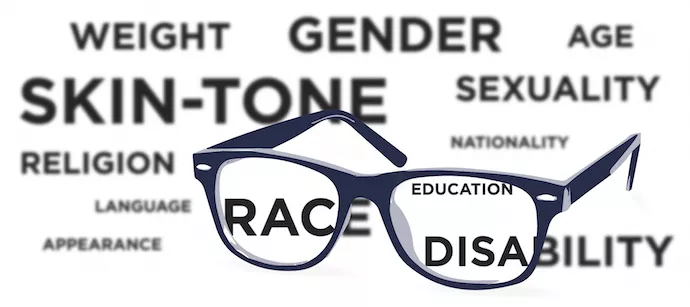 WEIGHT GENDER AGE
SKIN-TONE SEXUALITY
NATIONALITY
RELIGION
EDUCATION
LANGUAGE RACE
APPEARANCE DISABILITY